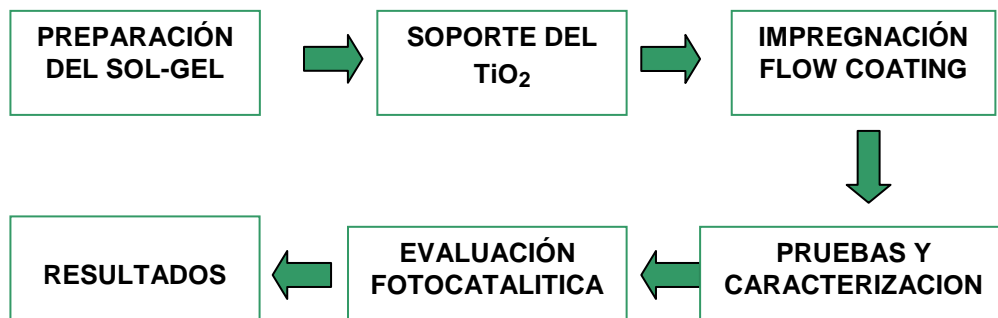 PREPARACIÓN
DEL SOL-GEL
SOPORTE DEL
TiO₂
IMPREGNACIÓN
FLOW COATING
RESULTADOS
EVALUACIÓN
FOTOCATALITICA
PRUEBAS Y
CARACTERIZACION